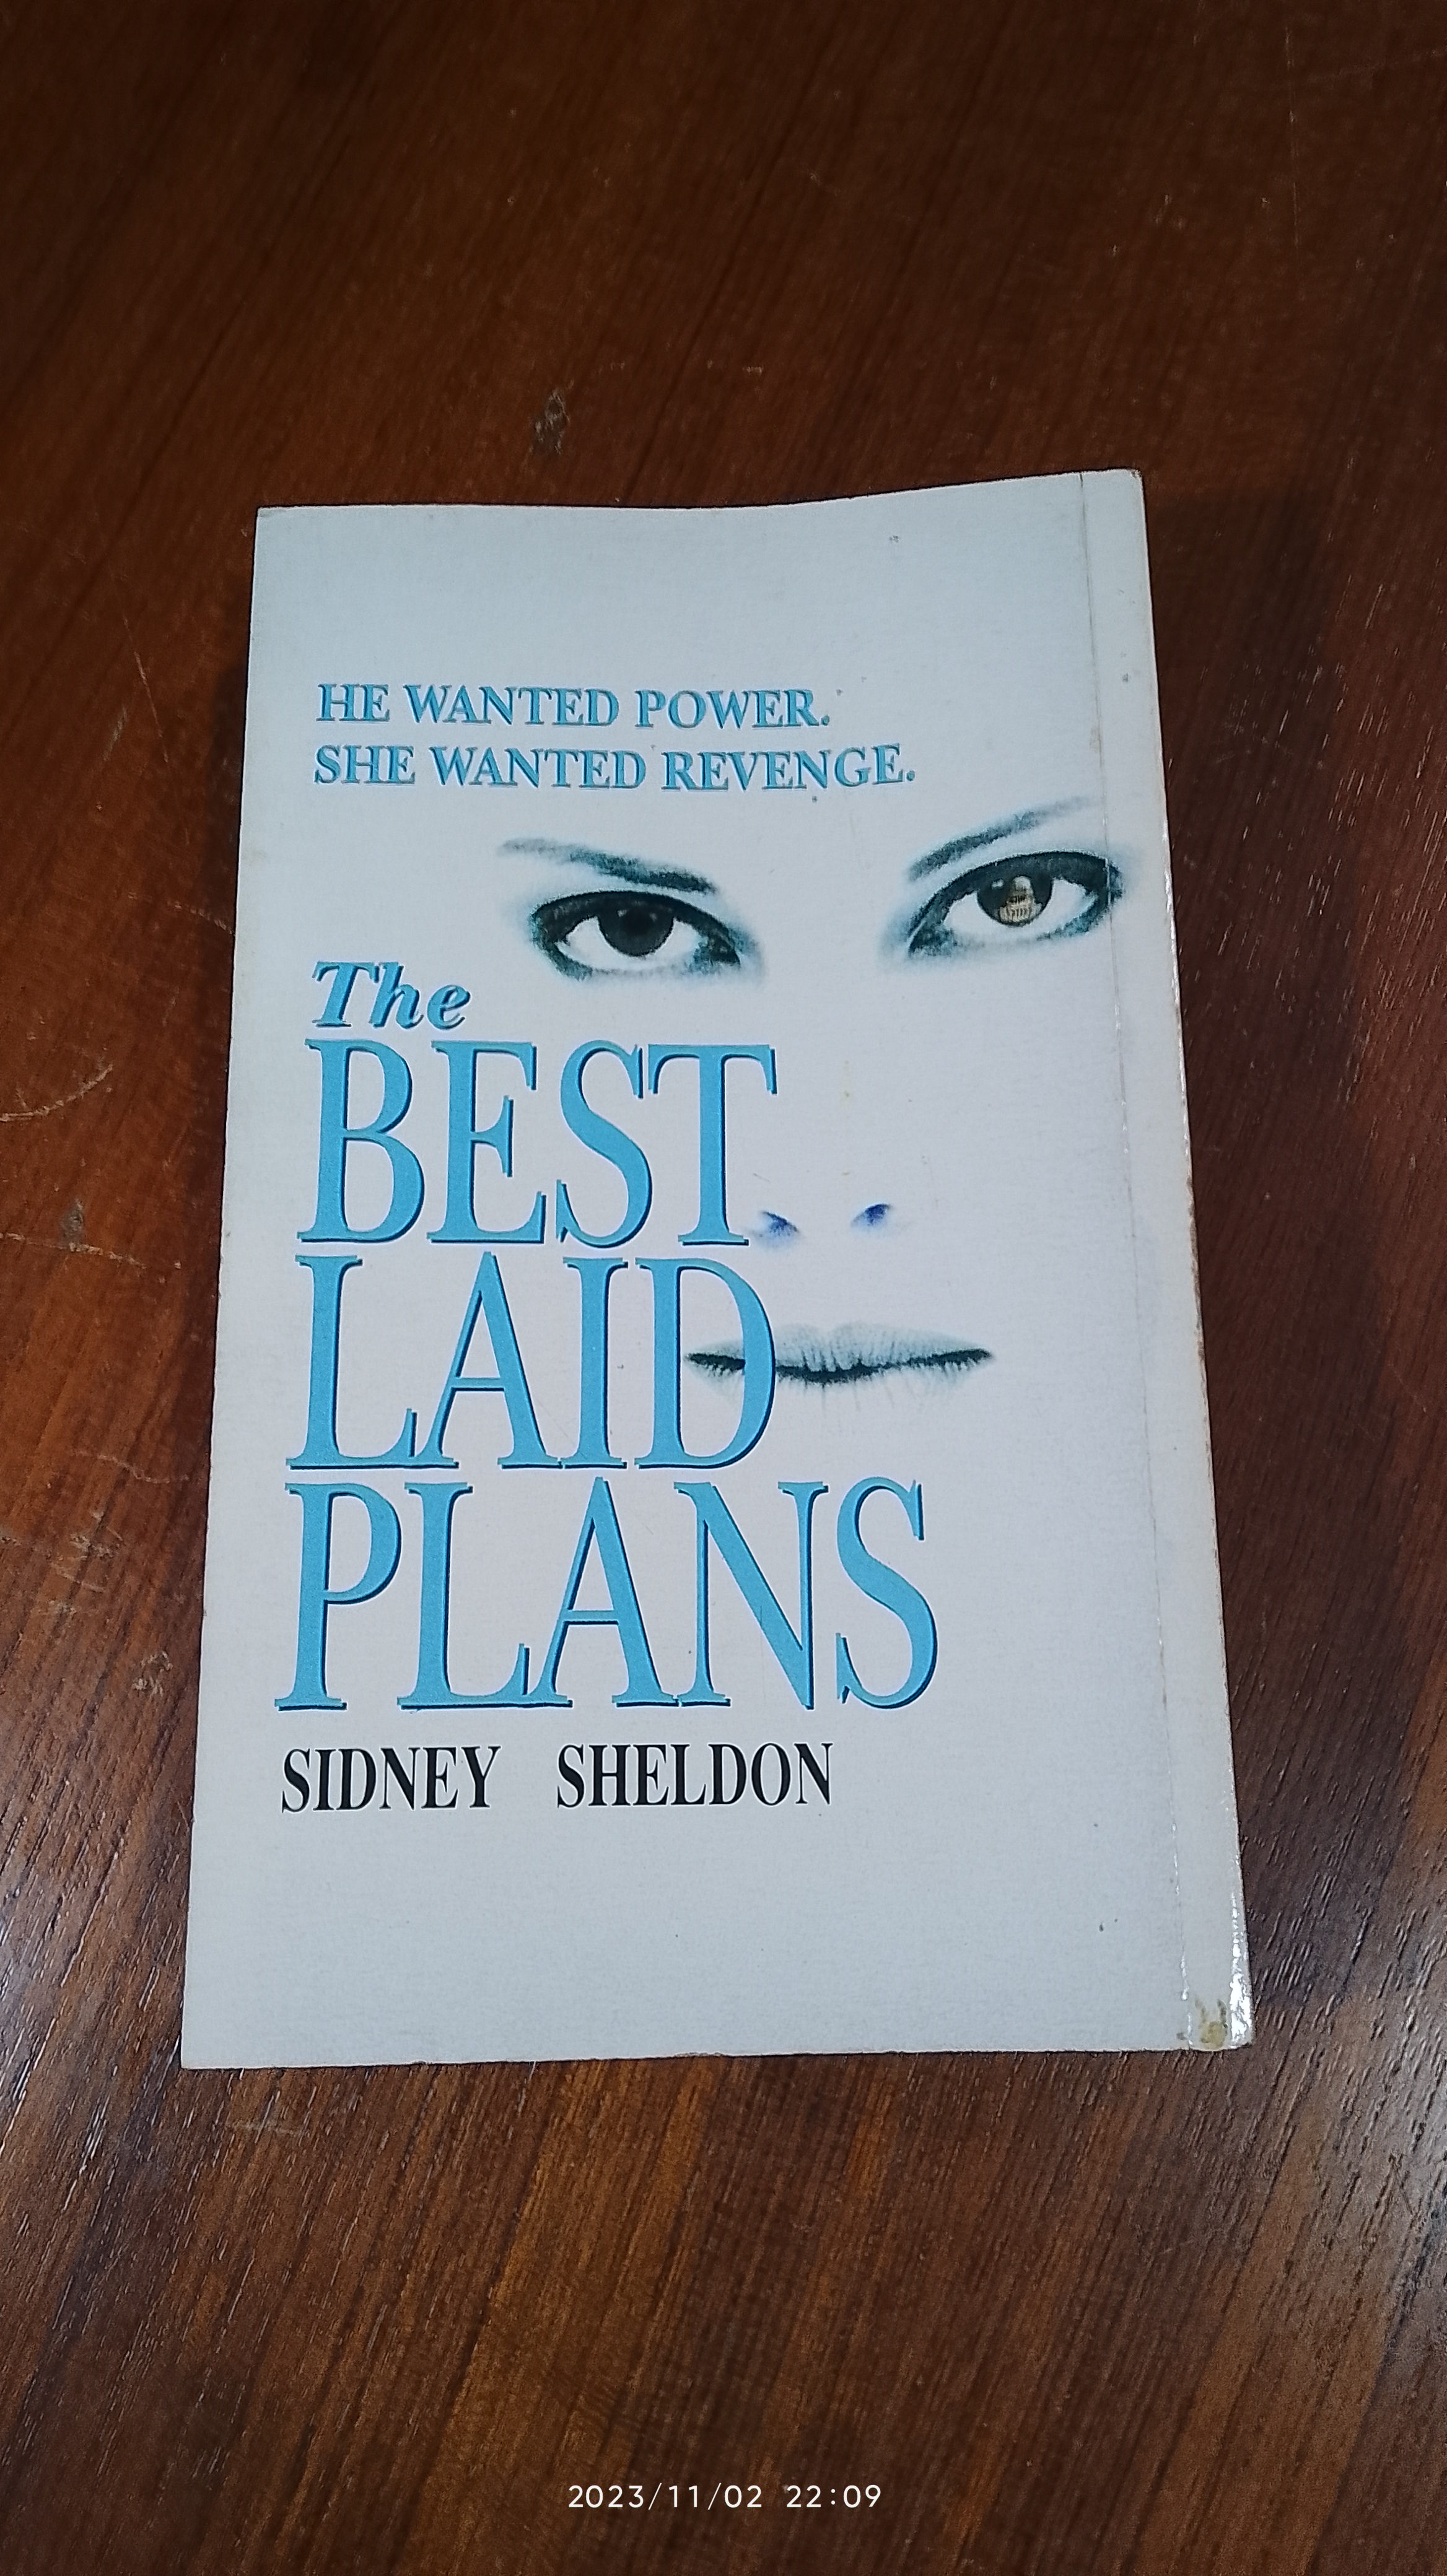 HE WANTED POWER.
SHE WANTED REVENGE.
The
BEST
LAID
PLANS
SIDNEY SHELDON
2023/11/02 22:09